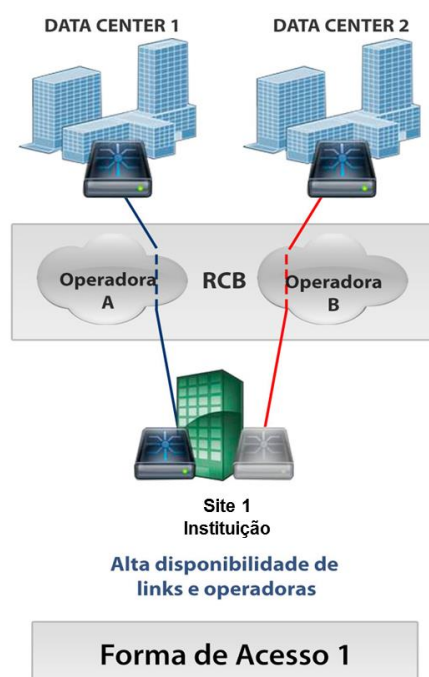 DATA CENTER 1
DATA CENTER 2
Operadora
A
RCB
Operadora
B
Site 1
Instituição
Alta disponibilidade de
links e operadoras
Forma de Acesso 1